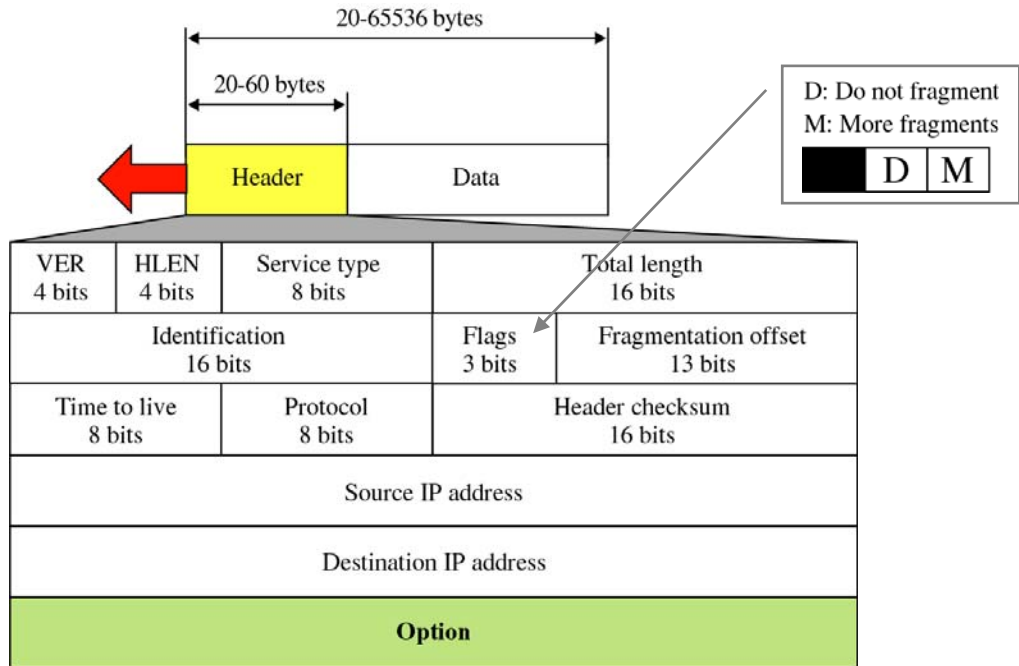 20-65536 bytes
20-60 bytes
D: Do not fragment
M: More fragments
D M
Header Data
VER HLEN Service type Total length
4 bits 4 bits 8 bits 16 bits
Identification Flags Fragmentation offset
16 bits 3 bits 13 bits
Time to live Protocol Header checksum
8 bits 8 bits 16 bits
Source IP address
Destination IP address
Option